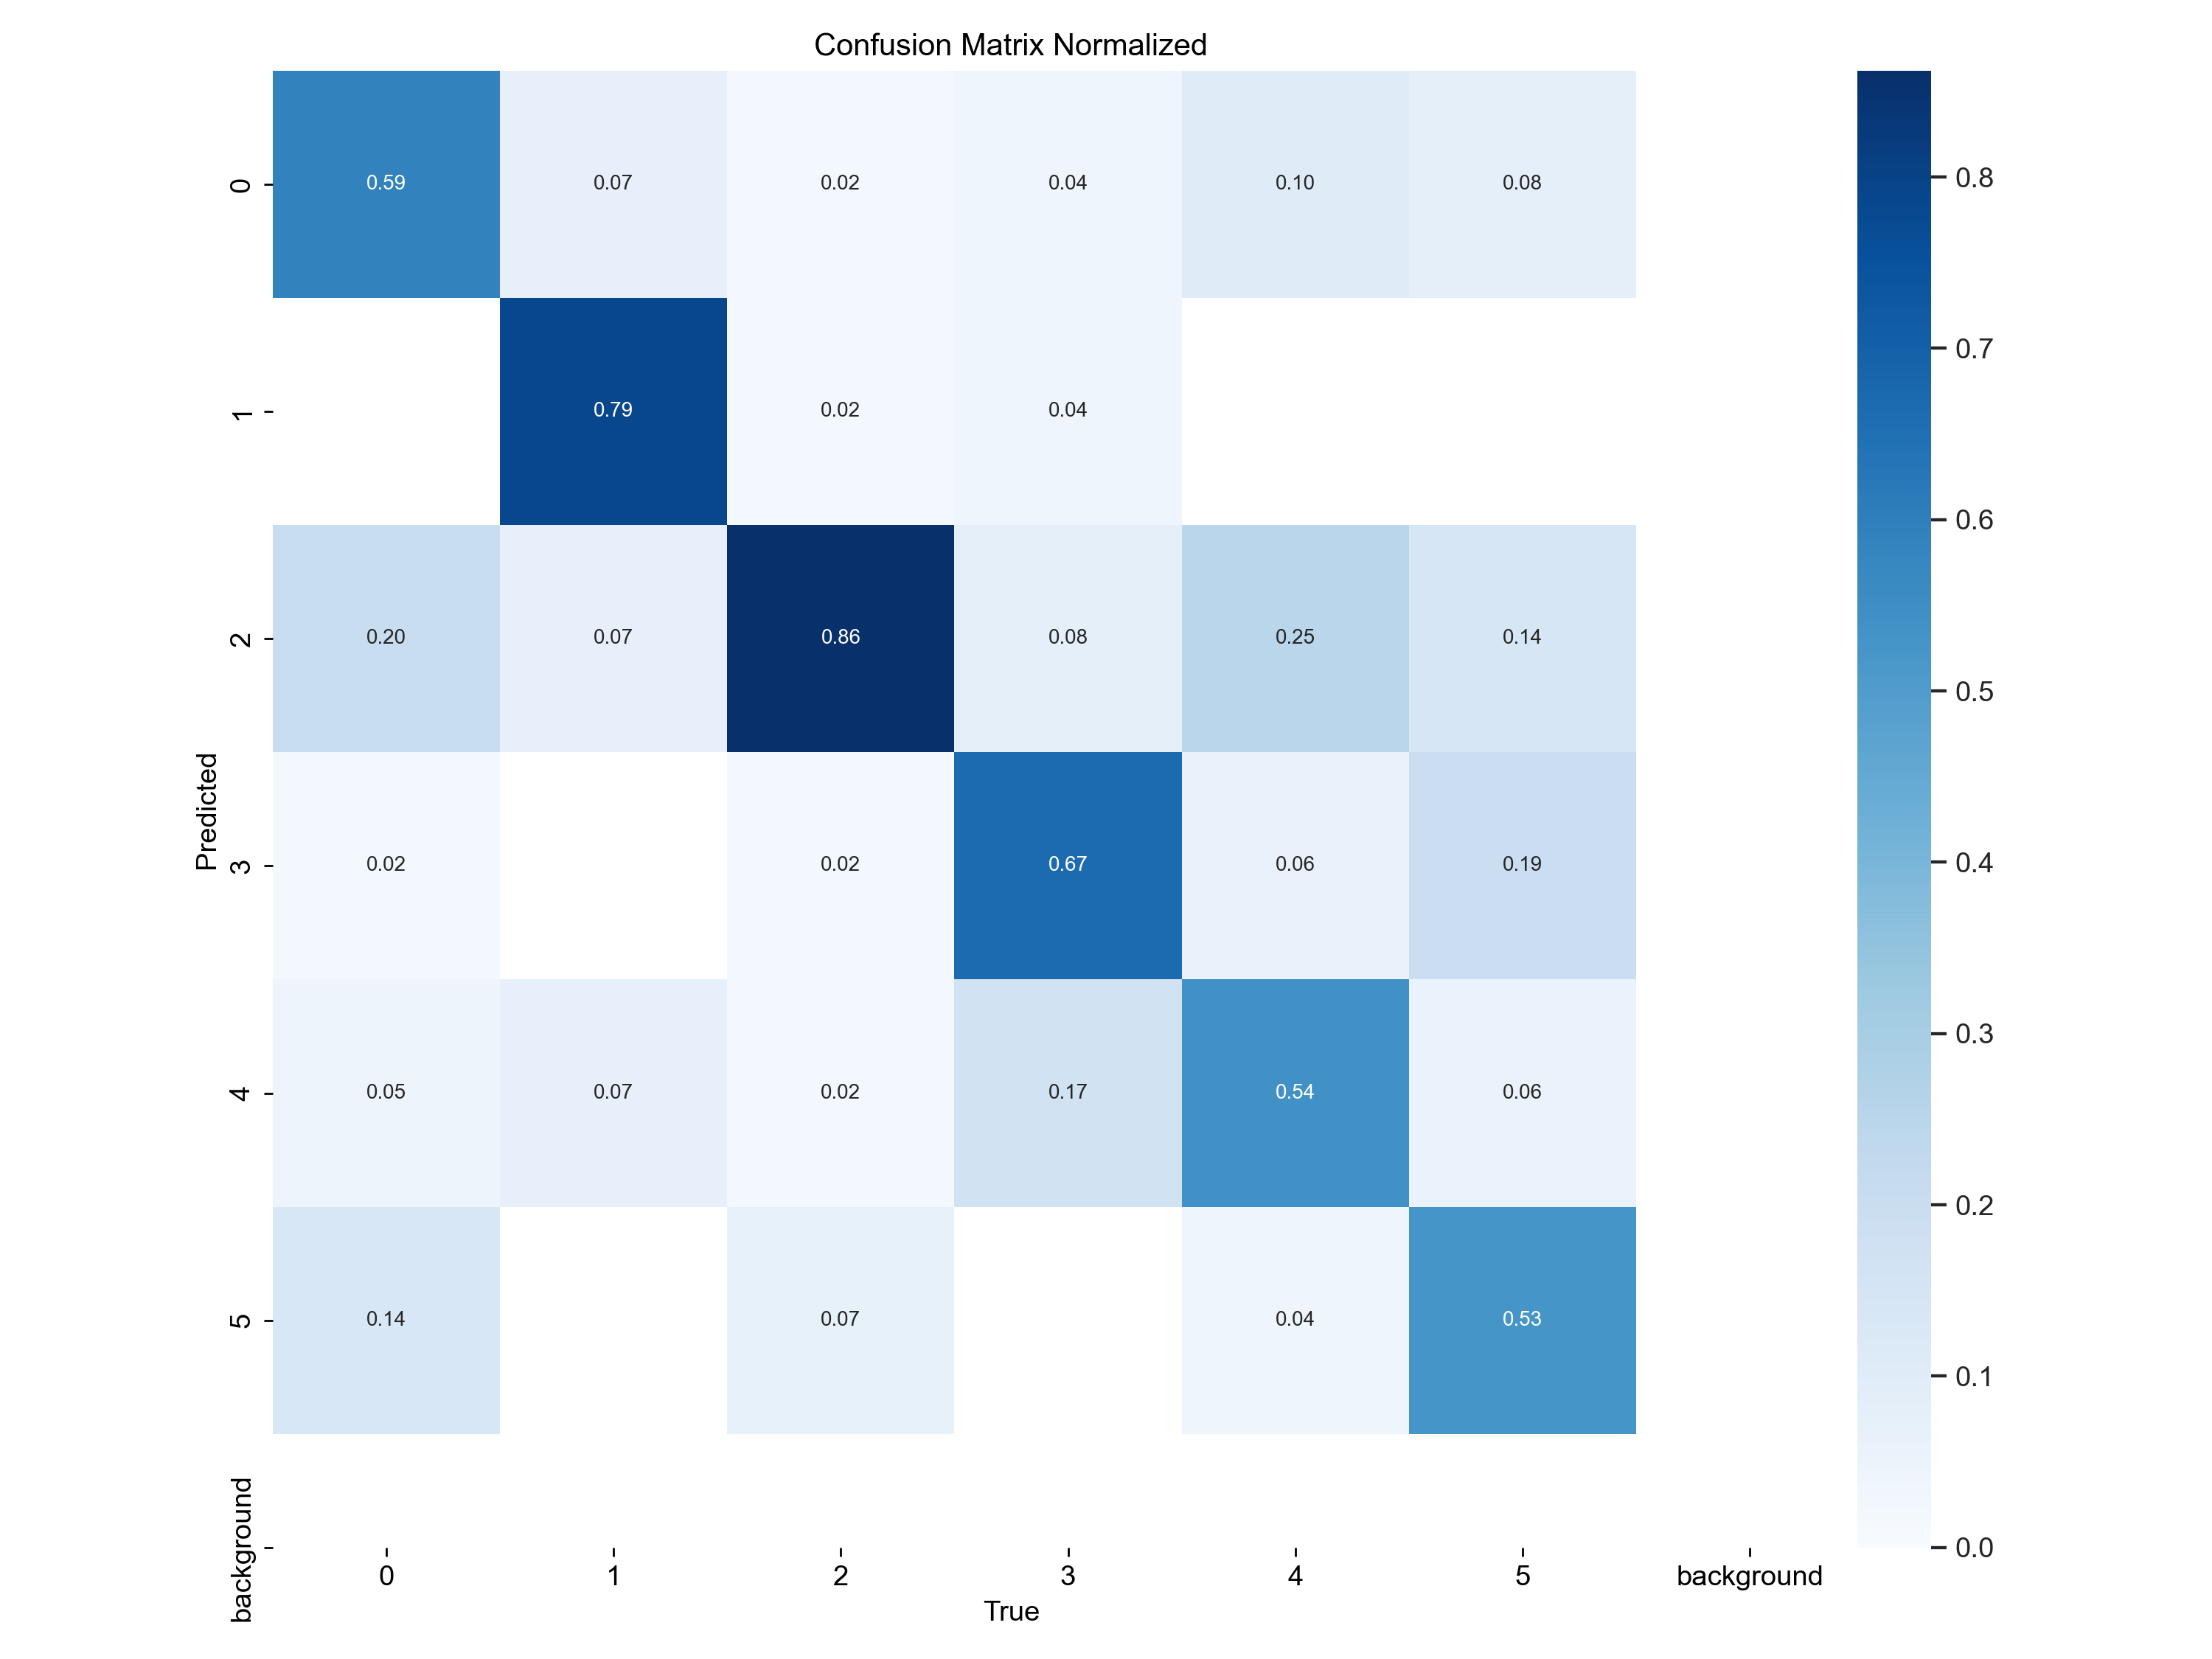 Confusion Matrix Normalized
0 0.59 0.07 0.02 0.04 0.10 0.08
1 0.79 0.02 0.04
2 0.20 0.07 0.86 0.08 0.25 0.14
3 0.02 0.02 0.67 0.06 0.19
4 0.05 0.07 0.02 0.17 0.54 0.06
5 0.14 0.07 0.04 0.53
background
Predicted
0 1 2 3 4 5 background
True
0.8
0.7
0.6
0.5
0.4
0.3
0.2
0.1
0.0